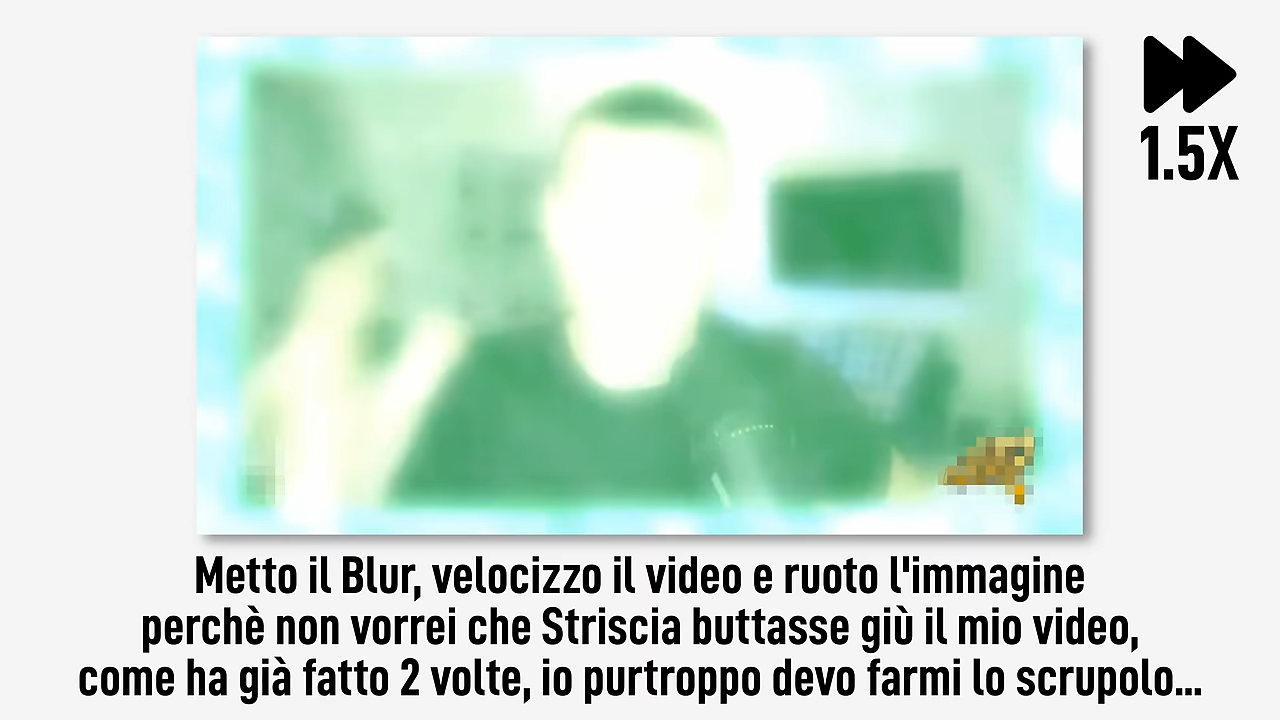 1.5X
Metto il Blur, velocizzo il video e ruoto l'immagine
perchè non vorrei che Striscia buttasse giù il mio video,
come ha già fatto 2 volte, io purtroppo devo farmi lo scrupolo...